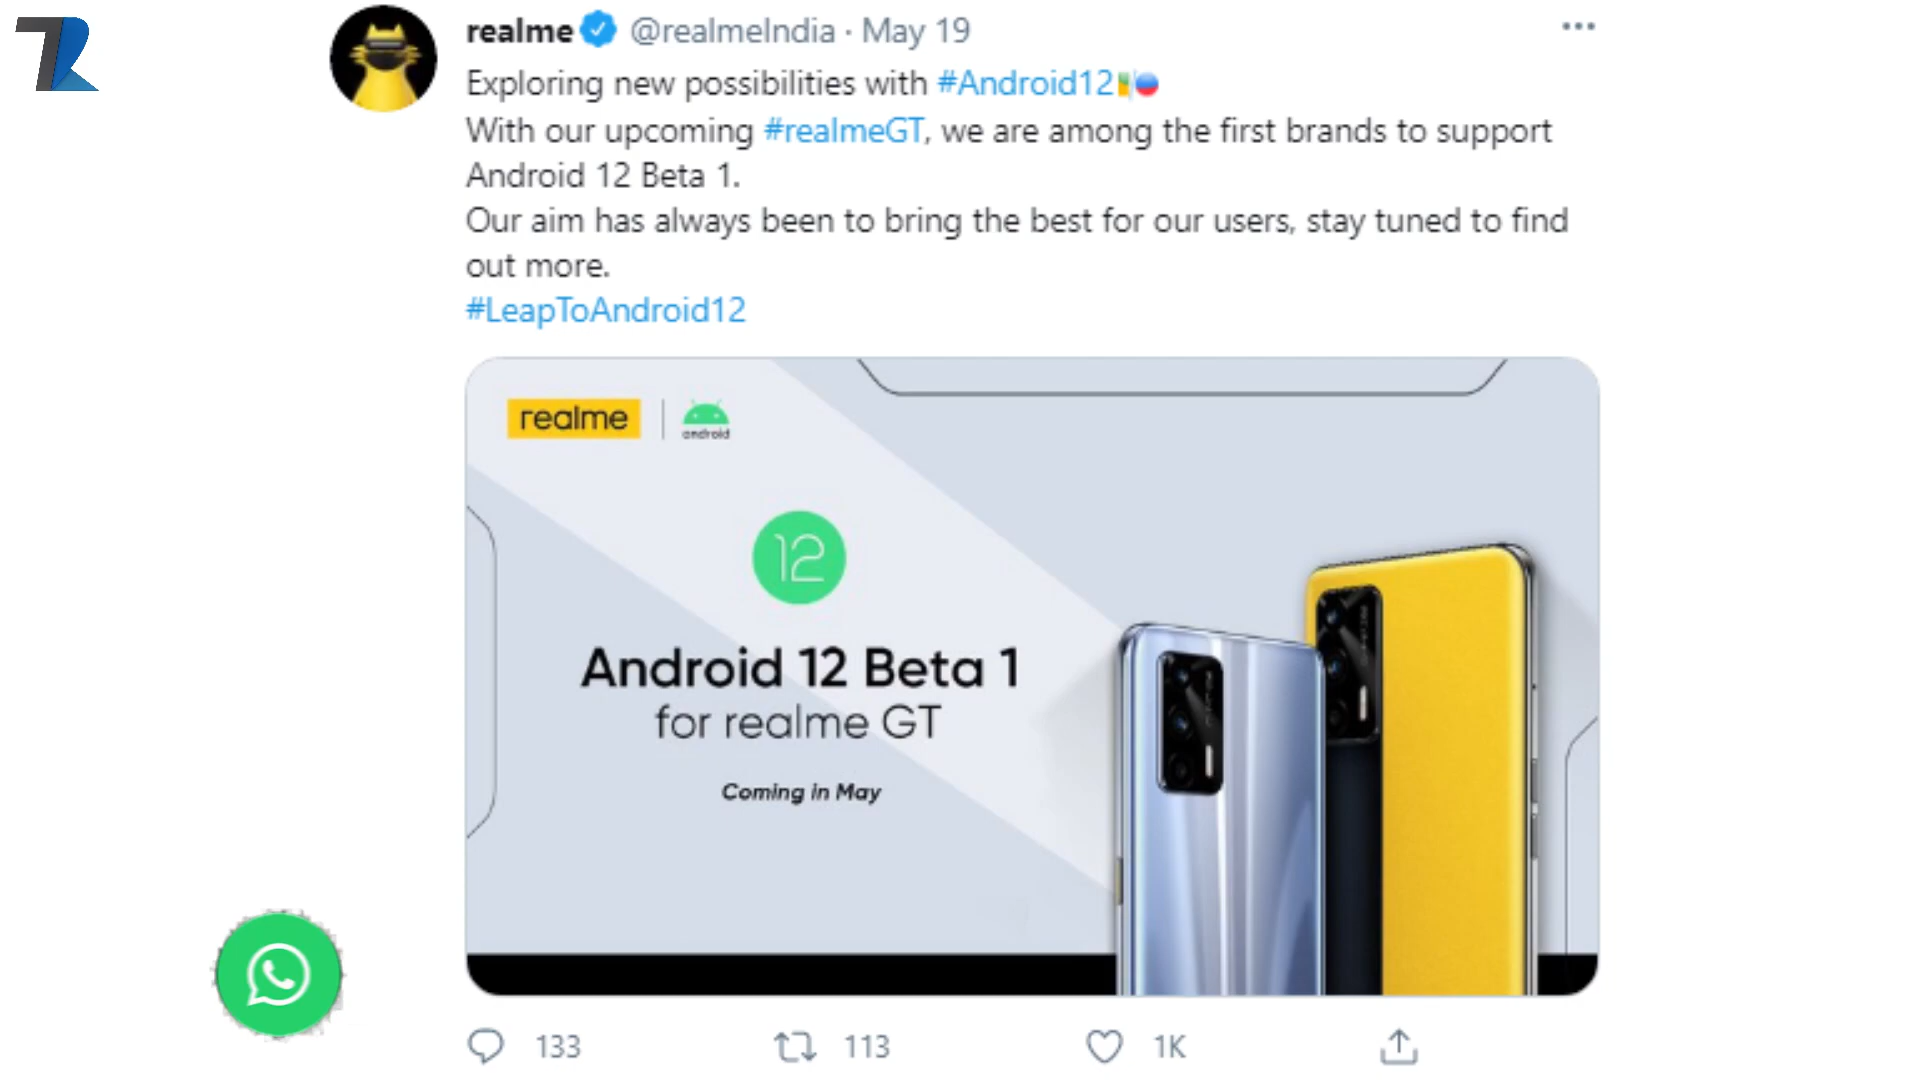 realme @realmeIndia · May 19
Exploring new possibilities with #Android12
With our upcoming #realmeGT, we are among the first brands to support
Android 12 Beta 1.
Our aim has always been to bring the best for our users, stay tuned to find
out more.
#LeapToAndroid12
realme | android
12
Android 12 Beta 1
for realme GT
Coming in May
133 113 1K